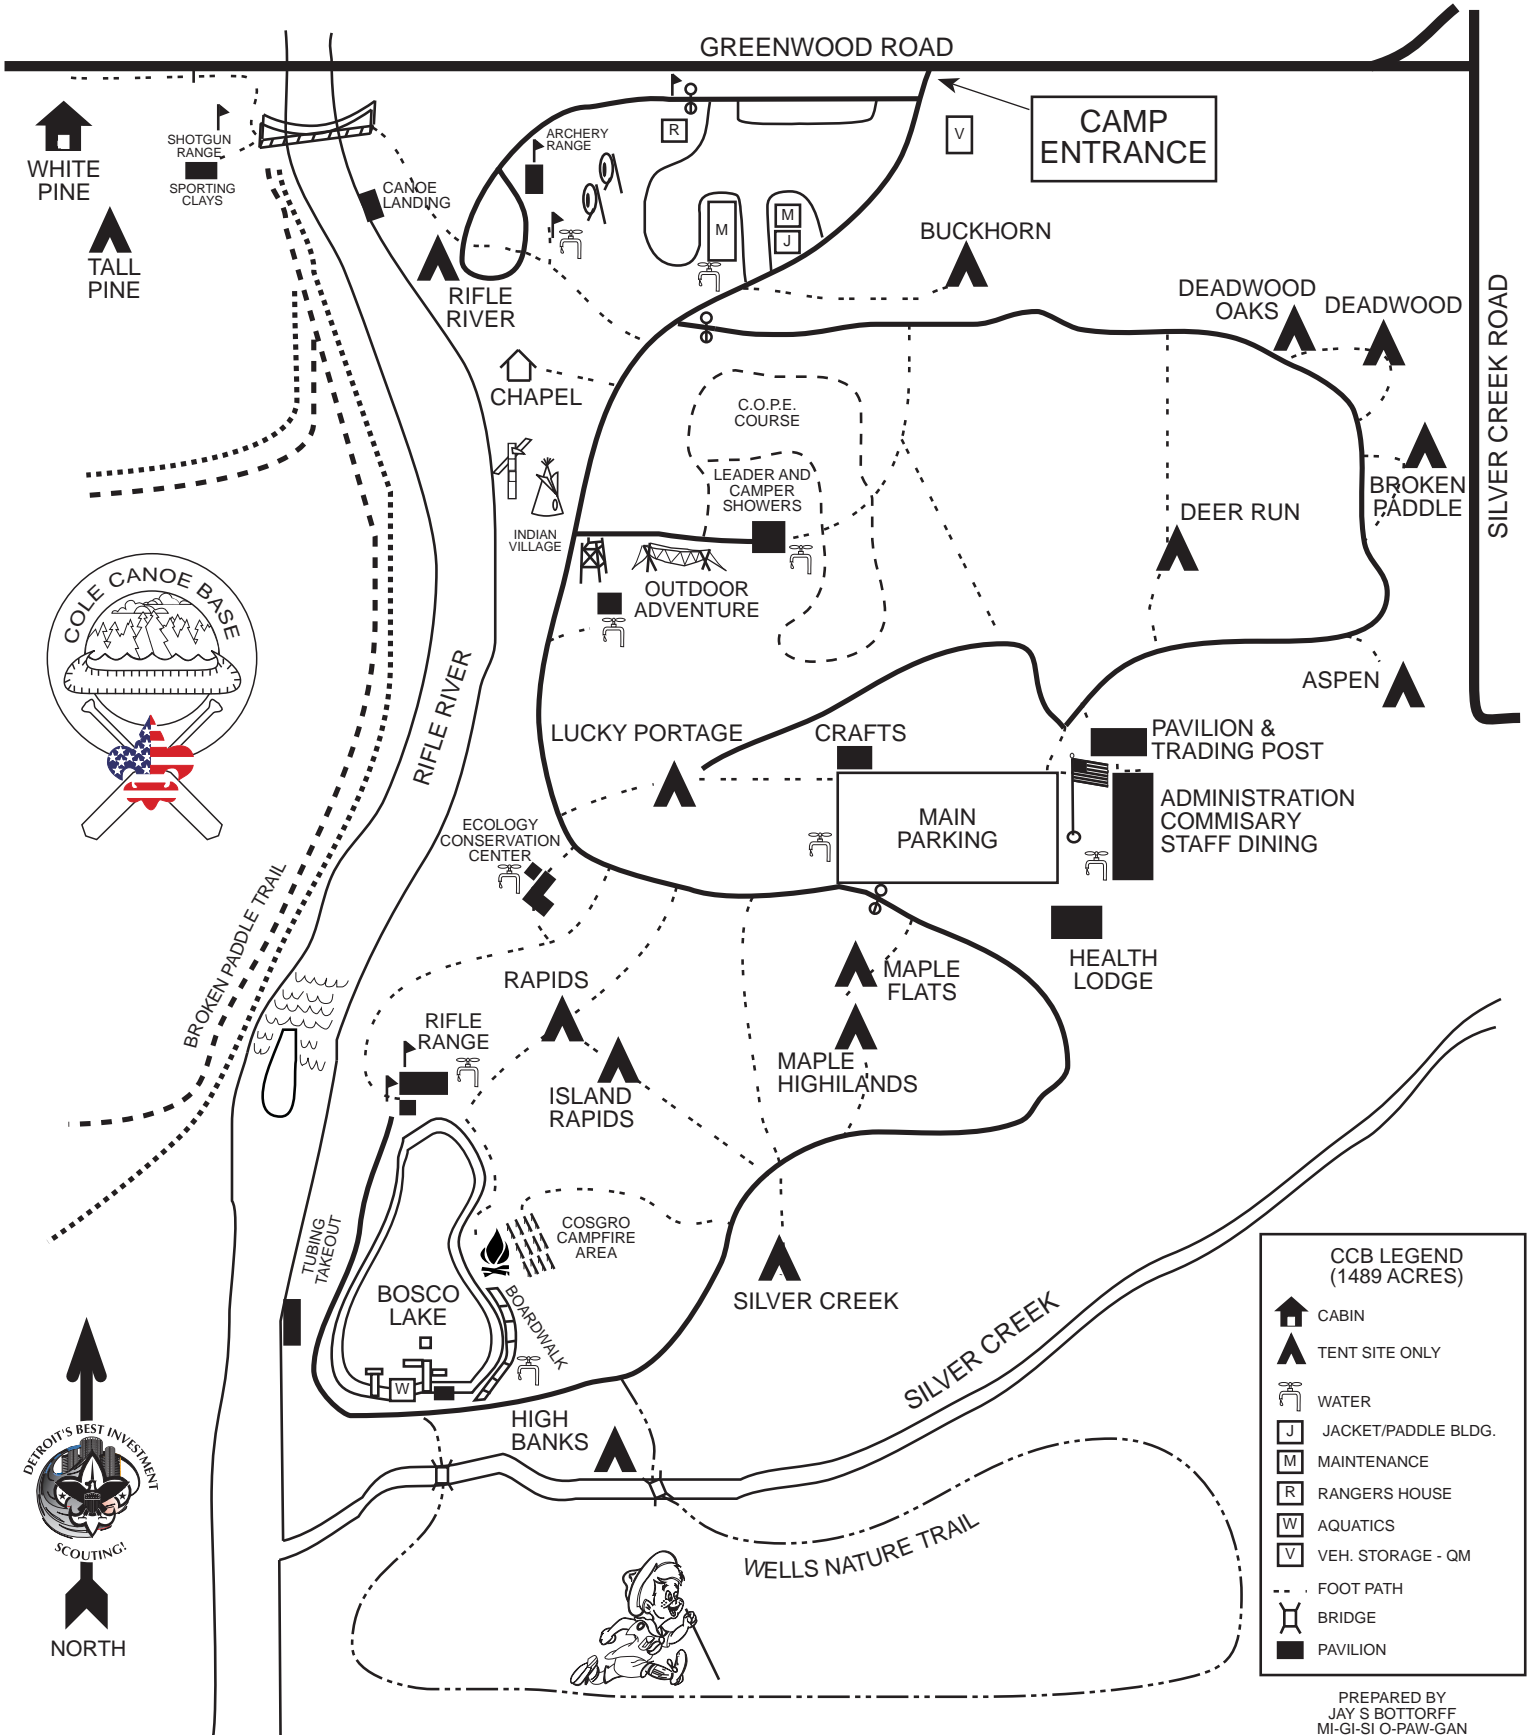 GREENWOOD ROAD
CAMP
ENTRANCE
V
WHITE
PINE
SHOTGUN
RANGE
SPORTING
CLAYS
TALL
PINE
CANOE
LANDING
ARCHERY
RANGE
R
M
M
J
RIFLE
RIVER
BUCKHORN
DEADWOOD
OAKS
DEADWOOD
SILVER CREEK ROAD
CHAPEL
C.O.P.E.
COURSE
LEADER AND
CAMPER
SHOWERS
BROKEN
PADDLE
DEER RUN
INDIAN
VILLAGE
OUTDOOR
ADVENTURE
COLE CANOE BASE
RIFLE RIVER
ASPEN
LUCKY PORTAGE
CRAFTS
PAVILION &
TRADING POST
MAIN
PARKING
ADMINISTRATION
COMMISARY
STAFF DINING
ECOLOGY
CONSERVATION
CENTER
BROKEN PADDLE TRAIL
HEALTH
LODGE
RAPIDS
MAPLE
FLATS
RIFLE
RANGE
ISLAND
RAPIDS
MAPLE
HIGHILANDS
TUBING
TAKEOUT
COSGRO
CAMPFIRE
AREA
BOSCO
LAKE
BOARDWALK
W
SILVER CREEK
SILVER CREEK
HIGH
BANKS
WELLS NATURE TRAIL
DETROIT'S BEST INVESTMENT
SCOUTING!
NORTH
CCB LEGEND
(1489 ACRES)
CABIN
TENT SITE ONLY
WATER
J JACKET/PADDLE BLDG.
M MAINTENANCE
R RANGERS HOUSE
W AQUATICS
V VEH. STORAGE - QM
FOOT PATH
BRIDGE
PAVILION
PREPARED BY
JAY S BOTTORFF
MI-GI-SI O-PAW-GAN